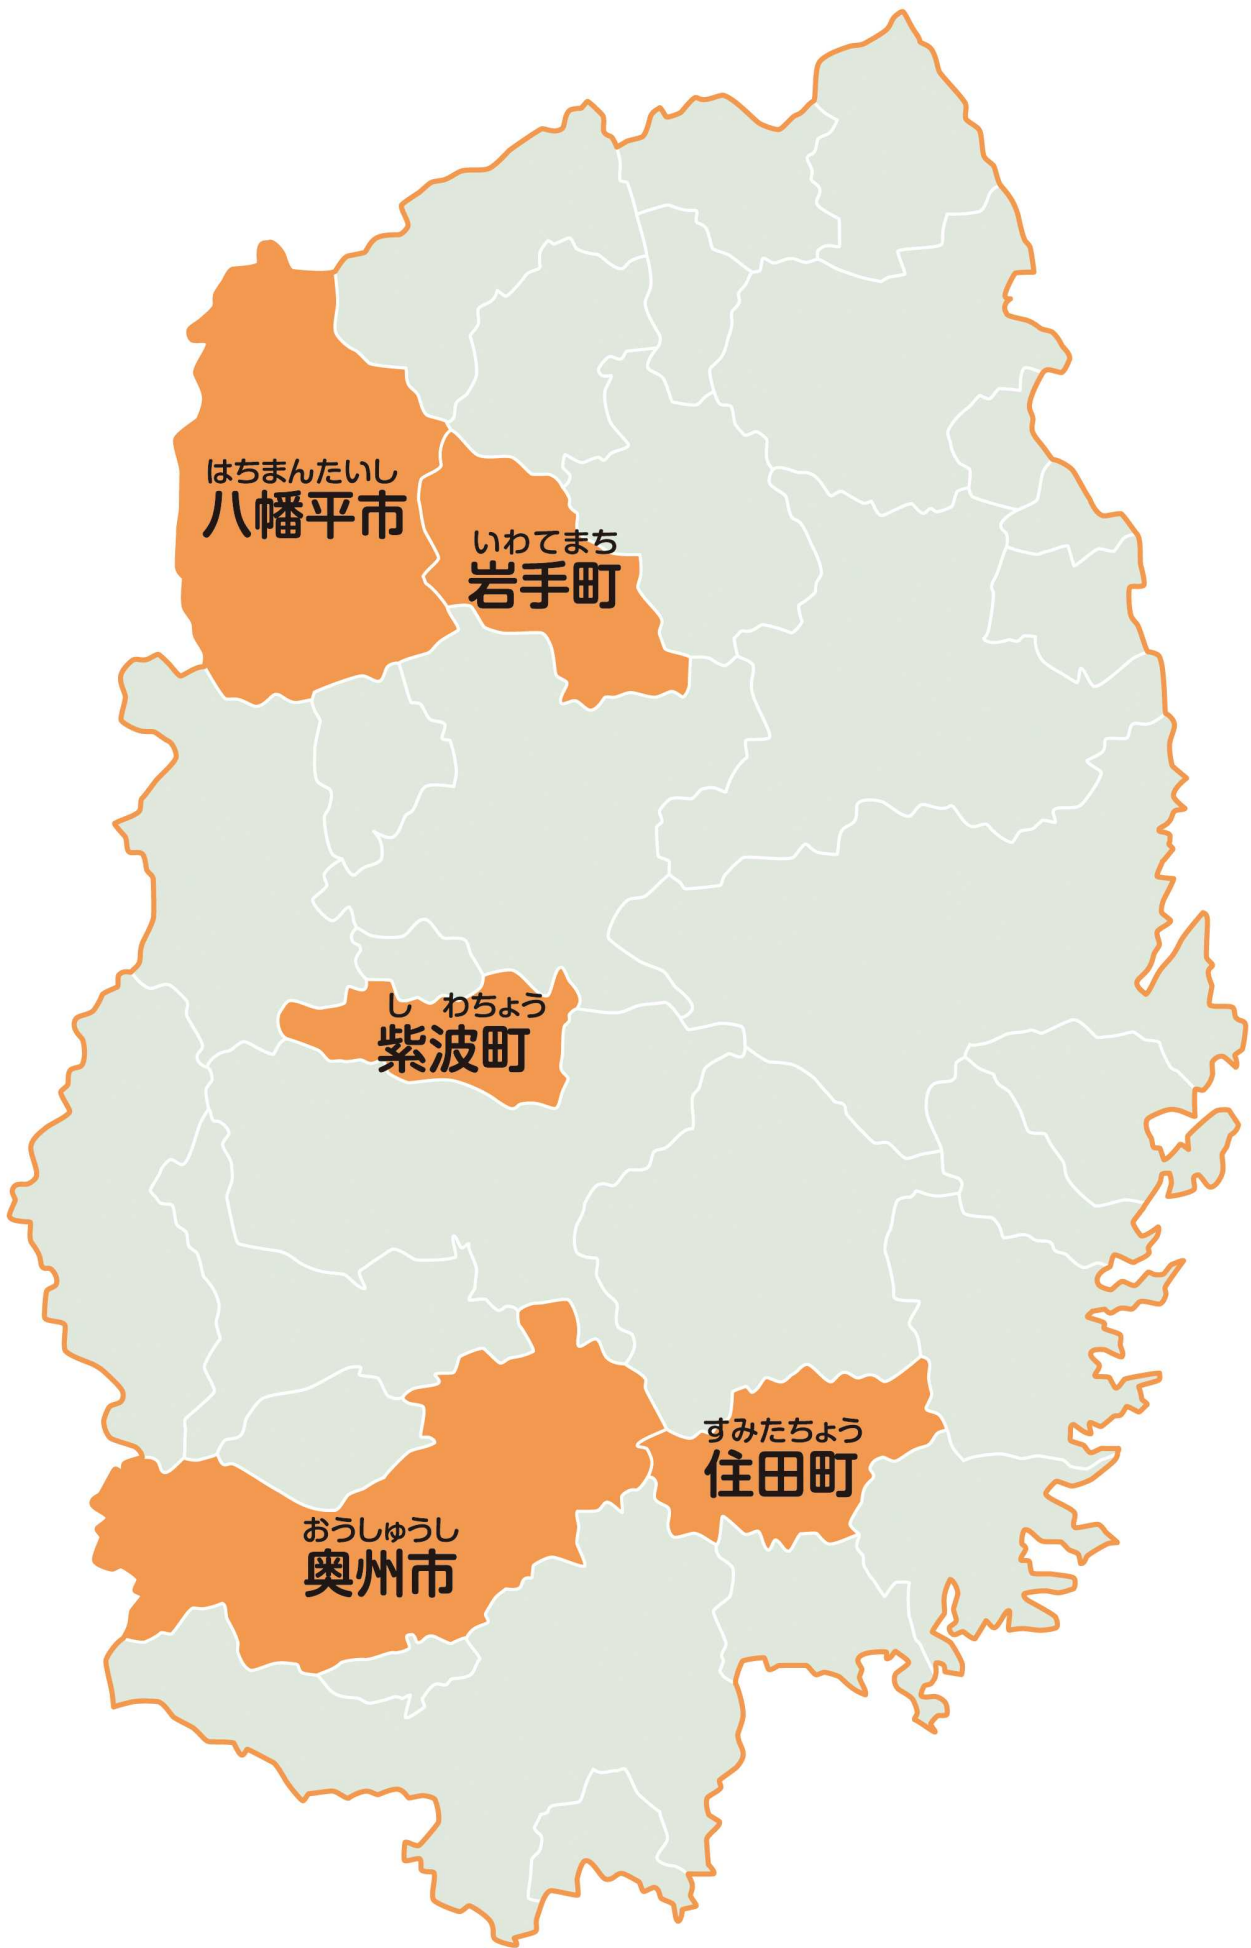 はちまんたいし
八幡平市
いわてまち
岩手町
し わちょう
紫波町
すみたちょう
住田町
おうしゅうし
奥州市